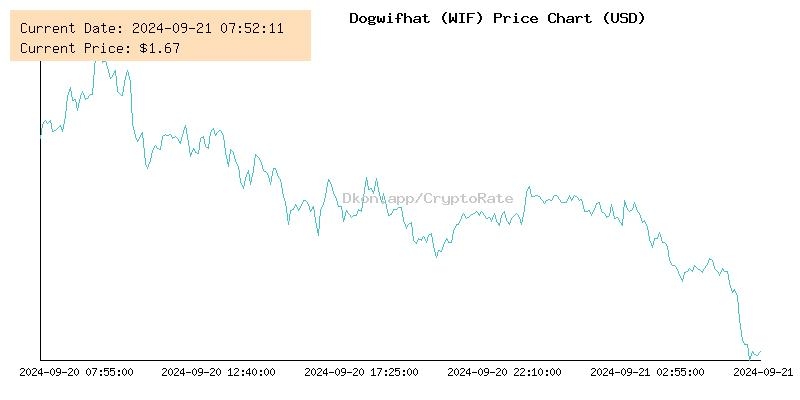 Dogwifhat (WIF) Price Chart (USD)
Current Date: 2024-09-21 07:52:11
Current Price: $1.67
Dkon.app/CryptoRate
2024-09-20 07:55:00
2024-09-20 12:40:00
2024-09-20 17:25:00
2024-09-20 22:10:00
2024-09-21 02:55:00
2024-09-21